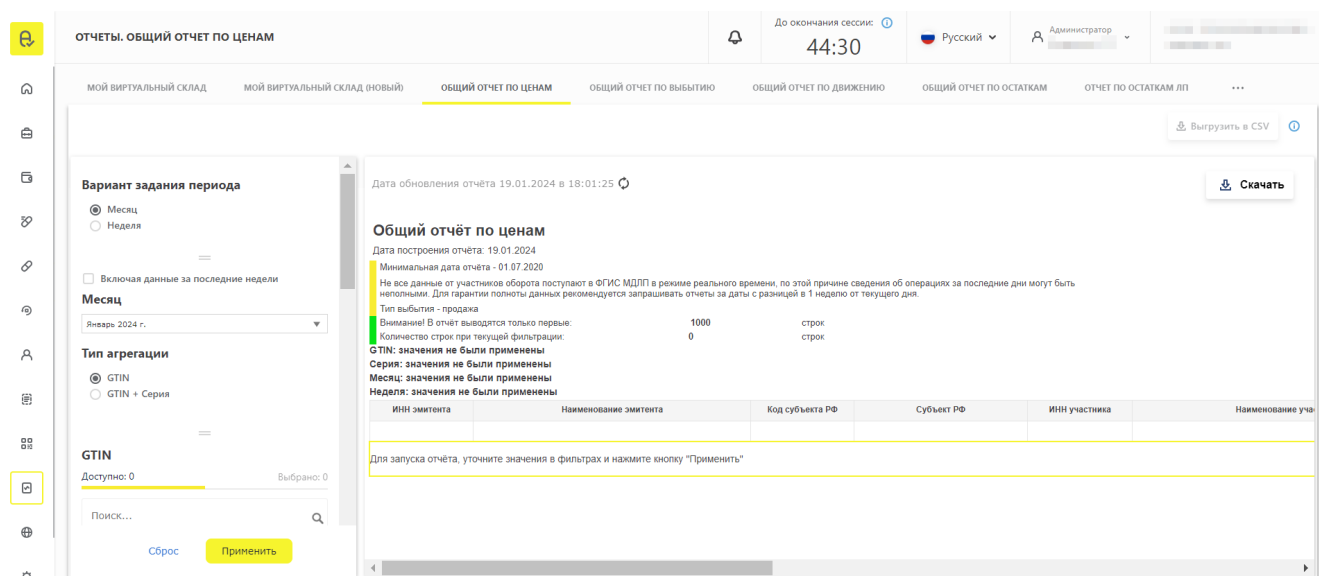 ОТЧЕТЫ. ОБЩИЙ ОТЧЕТ ПО ЦЕНАМ
До окончания сессии:
44:30
Русский
Администратор
МОЙ ВИРТУАЛЬНЫЙ СКЛАД
МОЙ ВИРТУАЛЬНЫЙ СКЛАД (НОВЫЙ)
ОБЩИЙ ОТЧЕТ ПО ЦЕНАМ
ОБЩИЙ ОТЧЕТ ПО ВЫБЫТИЮ
ОБЩИЙ ОТЧЕТ ПО ДВИЖЕНИЮ
ОБЩИЙ ОТЧЕТ ПО ОСТАТКАМ
ОТЧЕТ ПО ОСТАТКАМ ЛП
...
Выгрузить в CSV
Вариант задания периода
Месяц
Неделя
Включая данные за последние недели
Месяц
Январь 2024 г.
Тип агрегации
GTIN
GTIN + Серия
GTIN
Доступно: 0
Выбрано: 0
Поиск...
Сброс
Применить
Дата обновления отчёта 19.01.2024 в 18:01:25
Скачать
Общий отчёт по ценам
Дата построения отчёта: 19.01.2024
Минимальная дата отчёта - 01.07.2020
Не все данные от участников оборота поступают в ФГИС МДЛП в режиме реального времени, по этой причине сведения об операциях за последние дни могут быть
неполными. Для гарантии полноты данных рекомендуется запрашивать отчеты за даты с разницей в 1 неделю от текущего дня.
Тип выбытия - продажа
Внимание! В отчёт выводятся только первые: 1000 строк
Количество строк при текущей фильтрации: 0 строк
GTIN: значения не были применены
Серия: значения не были применены
Месяц: значения не были применены
Неделя: значения не были применены
ИНН эмитента Наименование эмитента Код субъекта РФ Субъект РФ ИНН участника Наименование уча
Для запуска отчёта, уточните значения в фильтрах и нажмите кнопку "Применить"